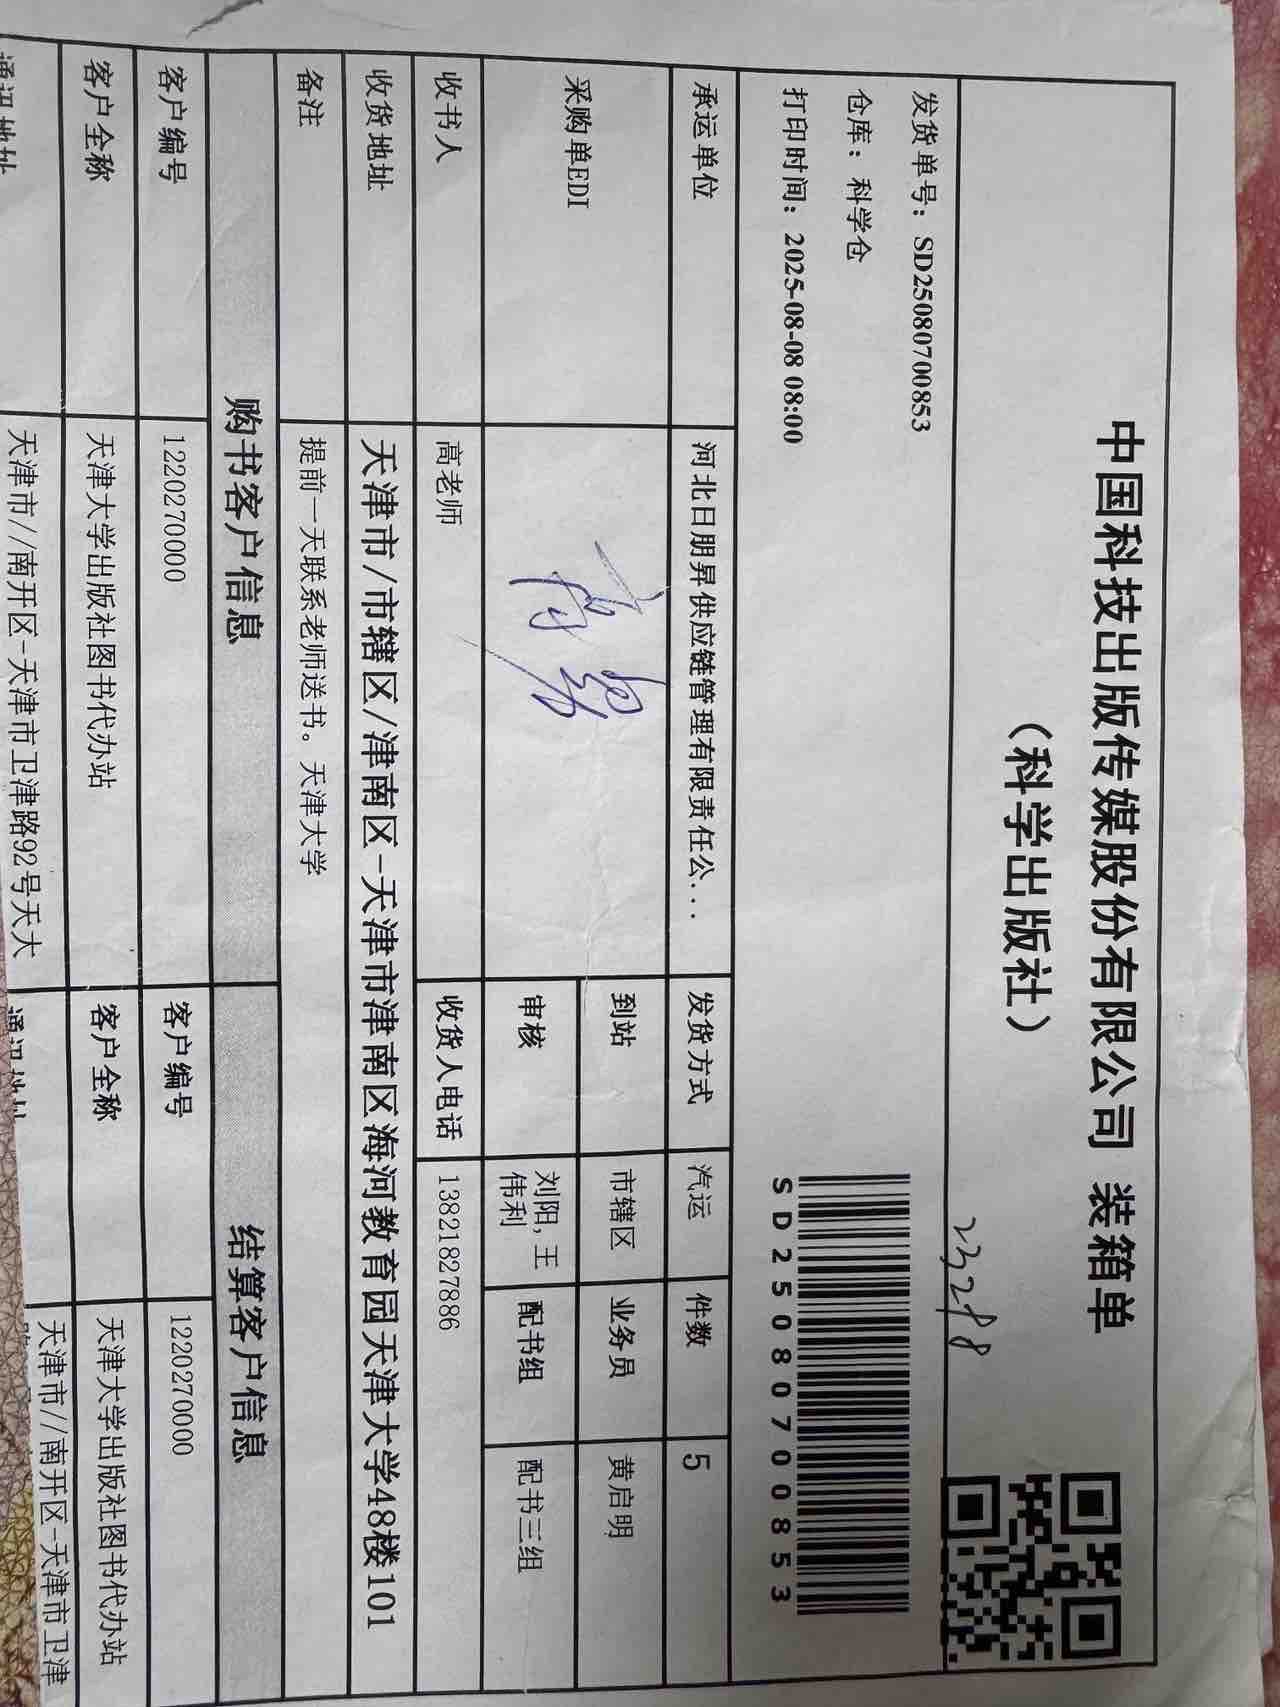 中国科技出版传媒股份有限公司 装箱单
（科学出版社）
23288
发货单号：SD25080700853
仓库：科学仓
打印时间：2025-08-08 08:00
SD25080700853
承运单位 河北日朋昇供应链管理有限责任公... 发货方式 汽运 件数 5
采购单EDI 到站 市辖区 业务员 黄启明
审核 刘阳,王伟利 配书组 配书三组
收书人 高老师 收货人电话 13821827886
收货地址 天津市/市辖区/津南区-天津市津南区海河教育园天津大学48楼101
备注 提前一天联系老师送书。天津大学
购书客户信息 结算客户信息
客户编号 1220270000 客户编号 1220270000
客户全称 天津大学出版社图书代办站 客户全称 天津大学出版社图书代办站
通讯地址 天津市//南开区-天津市卫津路92号天大 通讯地址 天津市//南开区-天津市卫津